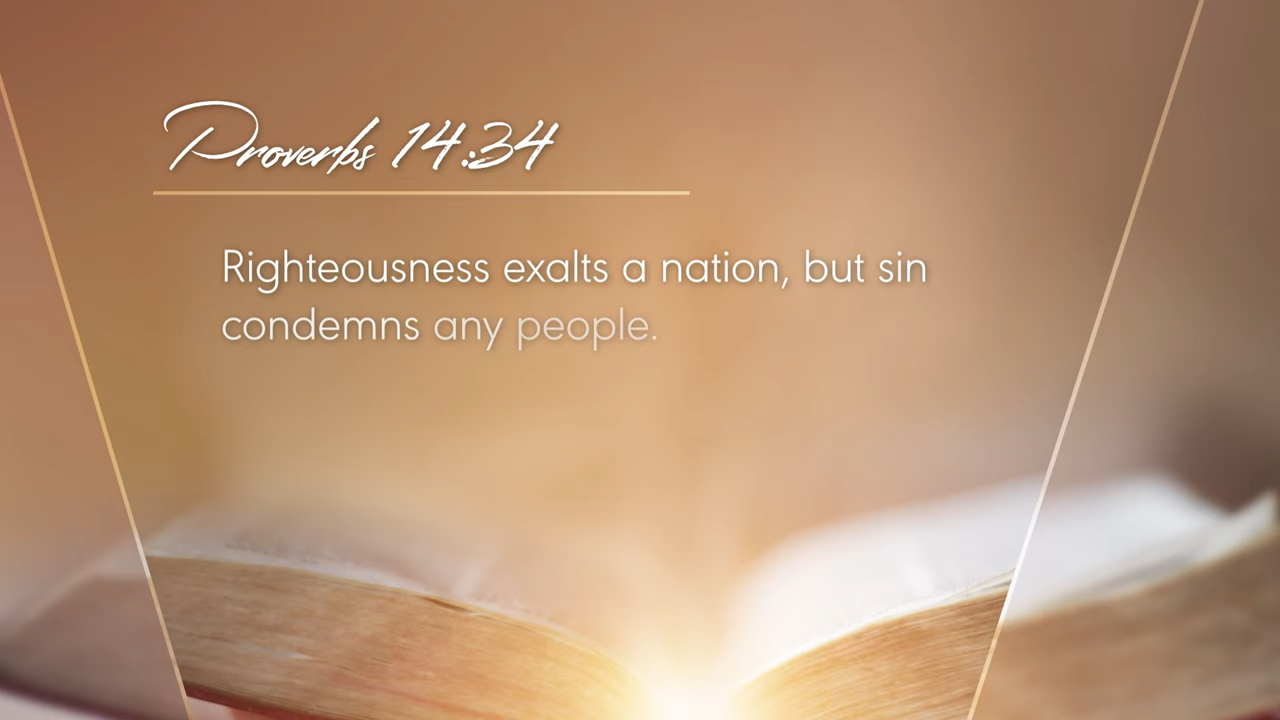 Proverbs 14:34
Righteousness exalts a nation, but sin
condemns any people.